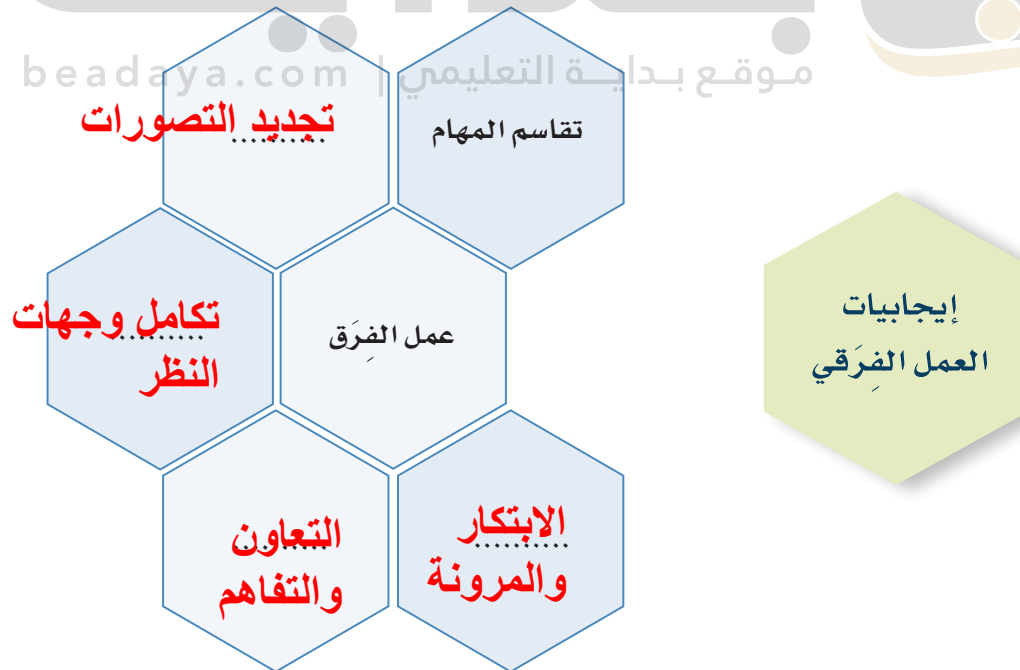 موقع بداية التعليمي | beadaya.com
تقاسم المهام
تجديد التصورات
إيجابيات
العمل الفِرَقي
عمل الفِرَق
تكامل وجهات
النظر
الابتكار
والمرونة
التعاون
والتفاهم